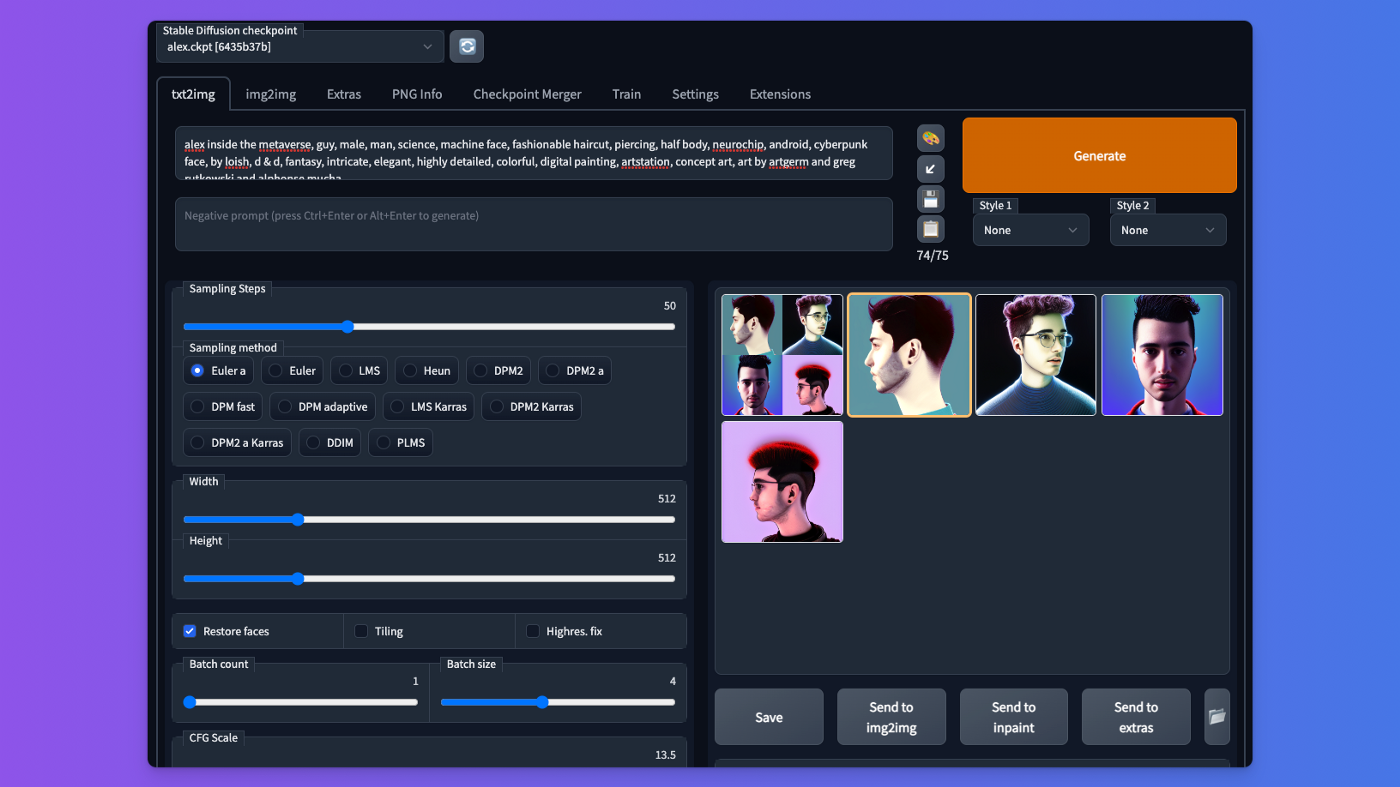 Stable Diffusion checkpoint
alex.ckpt [6435b37b]
txt2img
img2img
Extras
PNG Info
Checkpoint Merger
Train
Settings
Extensions
alex inside the metaverse, guy, male, man, science, machine face, fashionable haircut, piercing, half body, neurochip, android, cyberpunk
face, by loish, d & d, fantasy, intricate, elegant, highly detailed, colorful, digital painting, artstation, concept art, art by artgerm and greg
rutkowski and alphonse mucha
Generate
Negative prompt (press Ctrl+Enter or Alt+Enter to generate)
Style 1
None
Style 2
None
74/75
Sampling Steps
50
Sampling method
Euler a
Euler
LMS
Heun
DPM2
DPM2 a
DPM fast
DPM adaptive
LMS Karras
DPM2 Karras
DPM2 a Karras
DDIM
PLMS
Width
512
Height
512
Restore faces
Tiling
Highres. fix
Batch count
1
Batch size
4
CFG Scale
13.5
Save
Send to
img2img
Send to
inpaint
Send to
extras